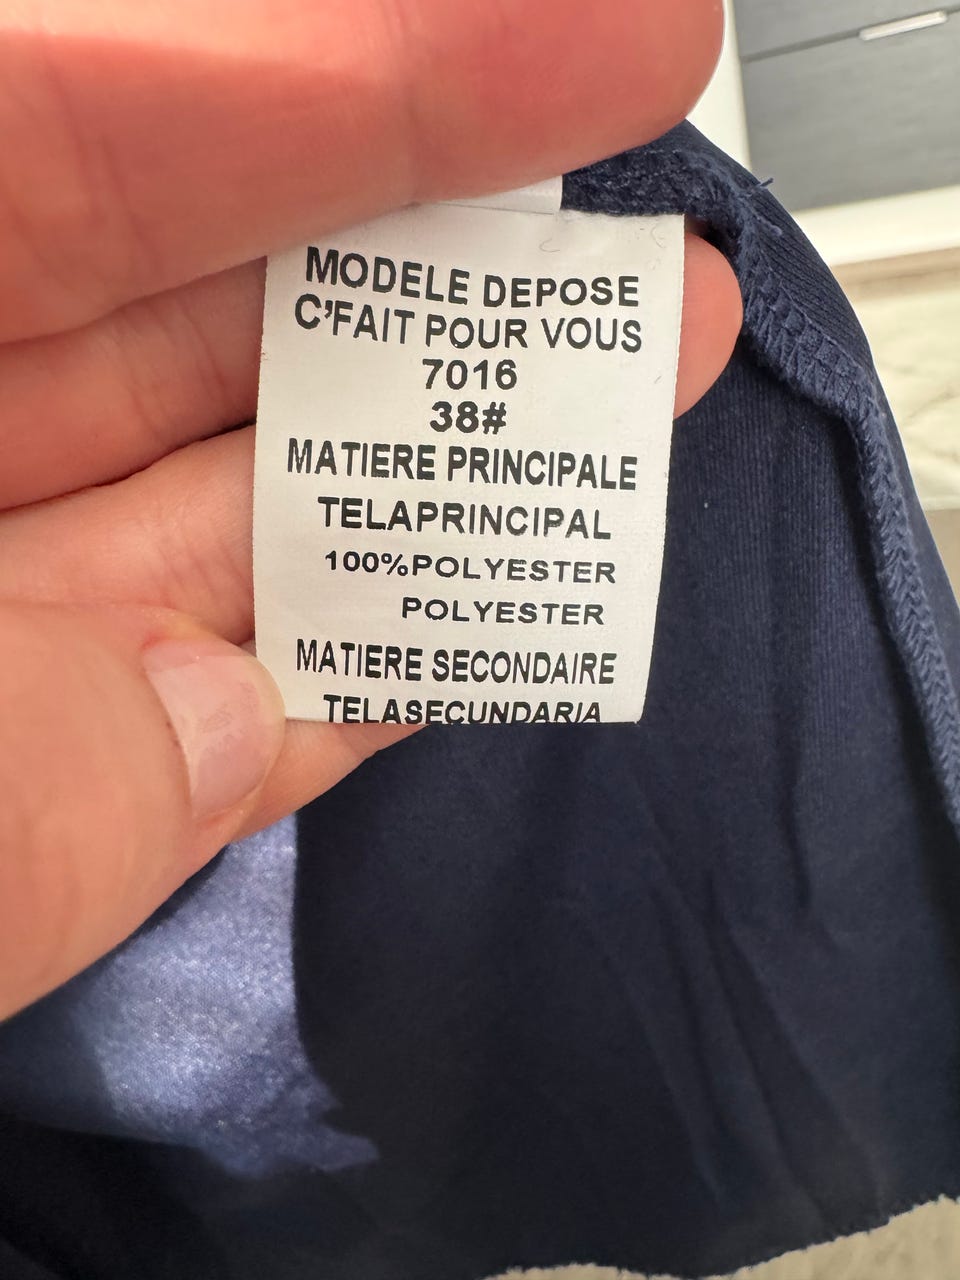 MODELE DEPOSE
C'FAIT POUR VOUS
7016
38#
MATIERE PRINCIPALE
TELAPRINCIPAL
100%POLYESTER
POLYESTER
MATIERE SECONDAIRE
TELASECUNDARIA